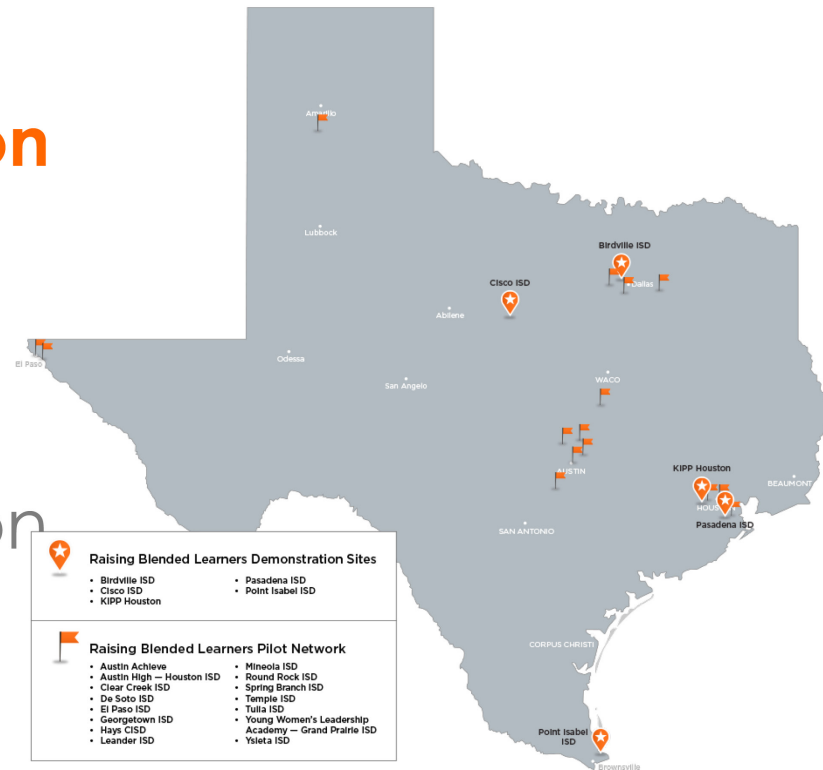 on
Amarillo
Lubbock
Birdville ISD
Cisco ISD
Dallas
Abilene
El Paso
Odessa
San Angelo
WACO
AUSTIN
KIPP Houston
BEAUMONT
HOUS
Pasadena ISD
SAN ANTONIO
on
CORPUS CHRISTI
Point Isabel
ISD
Brownsville
Raising Blended Learners Demonstration Sites
• Birdville ISD
• Cisco ISD
• KIPP Houston
• Pasadena ISD
• Point Isabel ISD
Raising Blended Learners Pilot Network
• Austin Achieve
• Austin High — Houston ISD
• Clear Creek ISD
• De Soto ISD
• El Paso ISD
• Georgetown ISD
• Hays CISD
• Leander ISD
• Mineola ISD
• Round Rock ISD
• Spring Branch ISD
• Temple ISD
• Tulia ISD
• Young Women's Leadership
Academy — Grand Prairie ISD
• Ysleta ISD